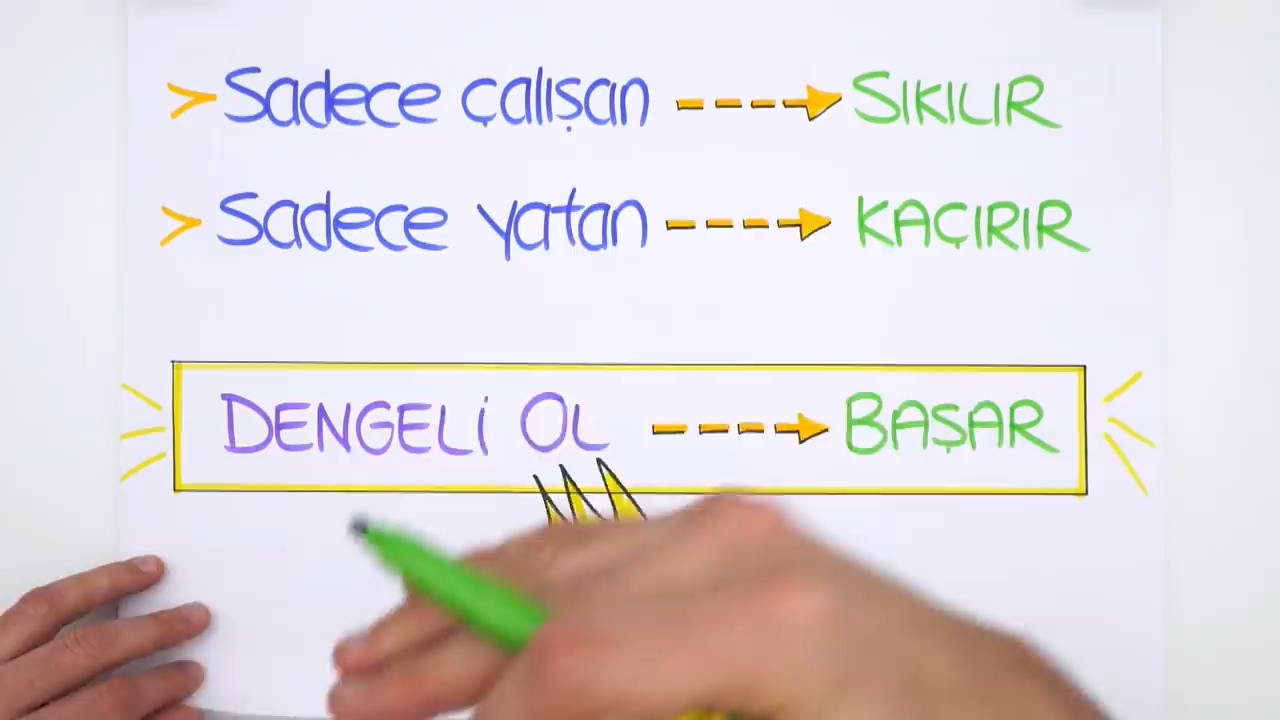 > Sadece çalışan ---> SIKILIR
> Sadece yatan ---> KAÇIRIR
DENGELİ OL ---> BAŞAR